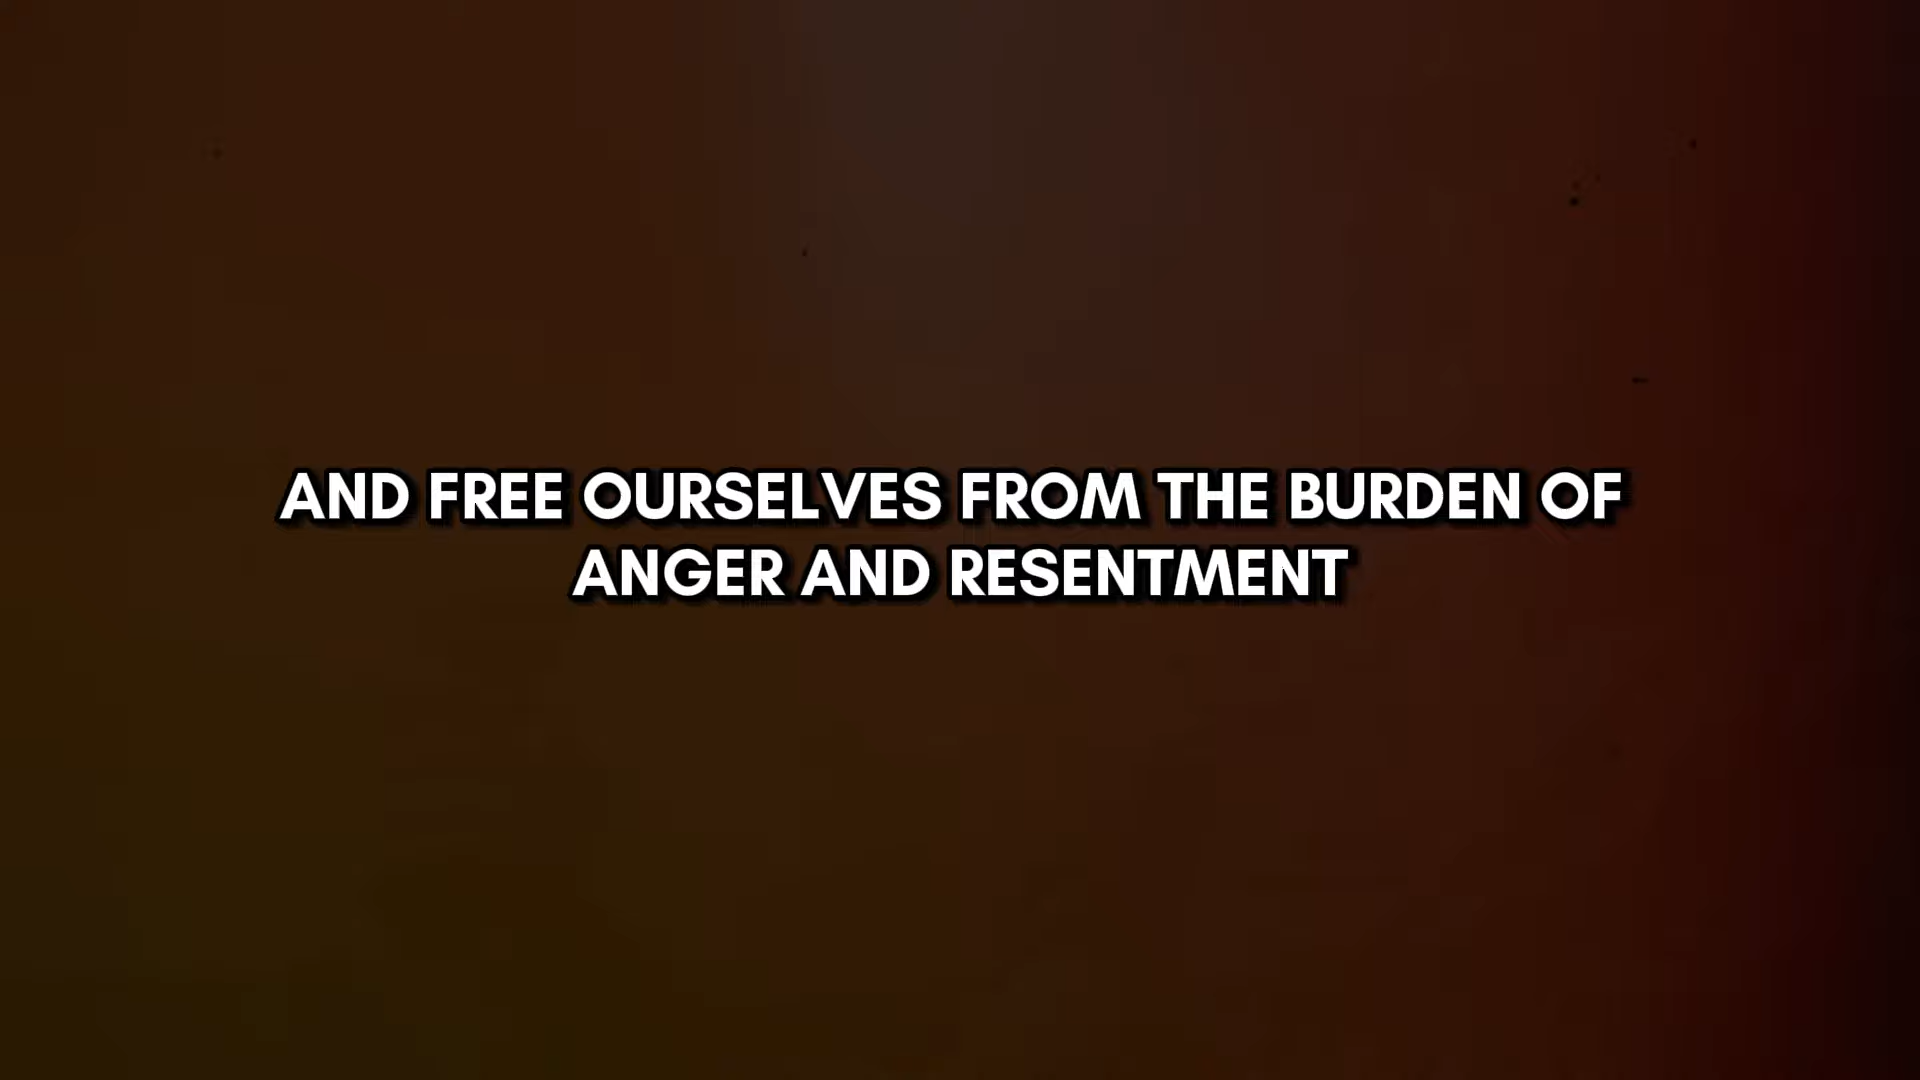 AND FREE OURSELVES FROM THE BURDEN OF
ANGER AND RESENTMENT